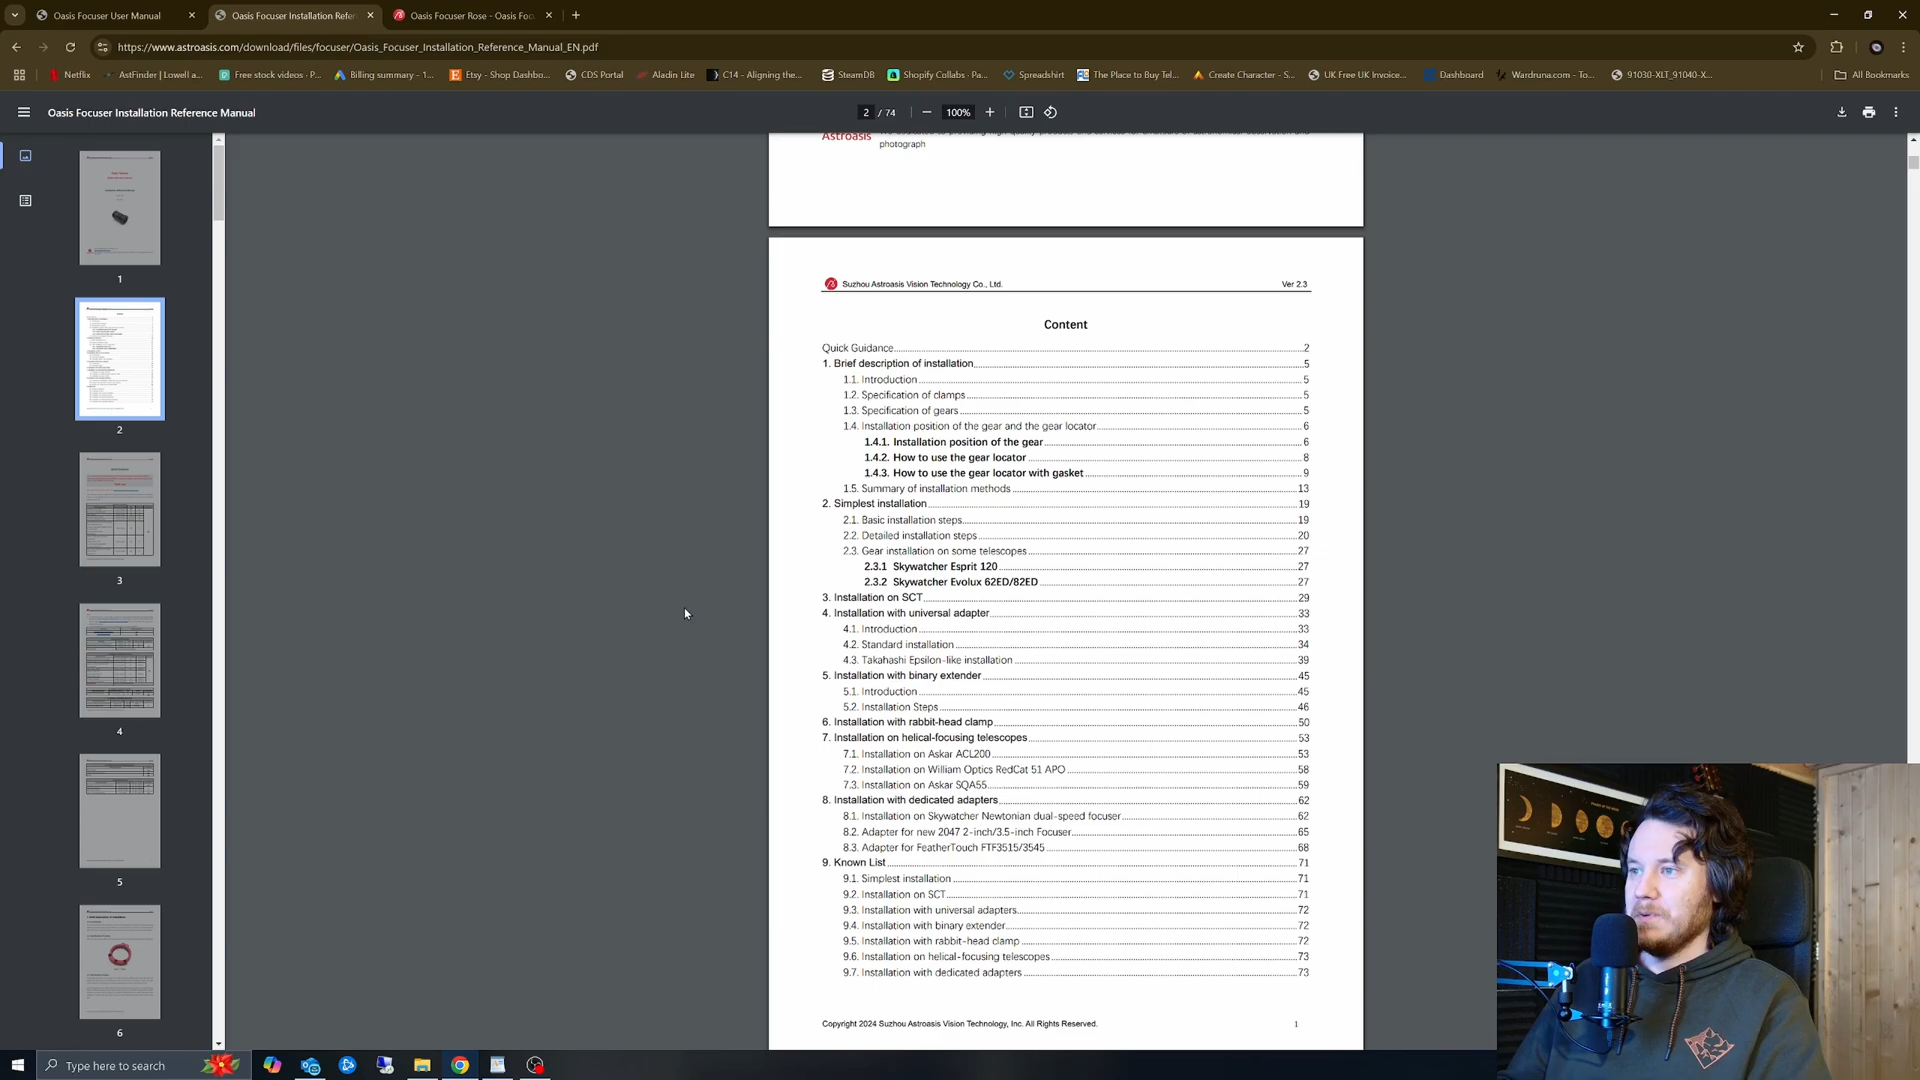 Oasis Focuser User Manual
Oasis Focuser Installation Refer
Oasis Focuser Rose - Oasis Foc
https://www.astroasis.com/download/files/focuser/Oasis_Focuser_Installation_Reference_Manual_EN.pdf
Netflix
AstFinder | Lowell a...
Free stock videos · P...
Billing summary - 1...
Etsy - Shop Dashbo...
CDS Portal
Aladin Lite
C14 - Aligning the...
SteamDB
Shopify Collabs · Pa...
Spreadshirt
The Place to Buy Tel...
Create Character - S...
UK Free UK Invoice...
Dashboard
Wardruna.com - To...
91030-XLT_91040-X...
All Bookmarks
Oasis Focuser Installation Reference Manual
2 / 74
100%
Astroasis
photograph
Suzhou Astroasis Vision Technology Co., Ltd.
Ver 2.3
Content
Quick Guidance 2
1. Brief description of installation 5
1.1. Introduction 5
1.2. Specification of clamps 5
1.3. Specification of gears 5
1.4. Installation position of the gear and the gear locator 6
1.4.1. Installation position of the gear 6
1.4.2. How to use the gear locator 8
1.4.3. How to use the gear locator with gasket 9
1.5. Summary of installation methods 13
2. Simplest installation 19
2.1. Basic installation steps 19
2.2. Detailed installation steps 20
2.3. Gear installation on some telescopes 27
2.3.1 Skywatcher Esprit 120 27
2.3.2 Skywatcher Evolux 62ED/82ED 27
3. Installation on SCT 29
4. Installation with universal adapter 33
4.1. Introduction 33
4.2. Standard installation 34
4.3. Takahashi Epsilon-like installation 39
5. Installation with binary extender 45
5.1. Introduction 45
5.2. Installation Steps 46
6. Installation with rabbit-head clamp 50
7. Installation on helical-focusing telescopes 53
7.1. Installation on Askar ACL200 53
7.2. Installation on William Optics RedCat 51 APO 58
7.3. Installation on Askar SQA55 59
8. Installation with dedicated adapters 62
8.1. Installation on Skywatcher Newtonian dual-speed focuser 62
8.2. Adapter for new 2047 2-inch/3.5-inch Focuser 65
8.3. Adapter for FeatherTouch FTF3515/3545 68
9. Known List 71
9.1. Simplest installation 71
9.2. Installation on SCT 71
9.3. Installation with universal adapters 72
9.4. Installation with binary extender 72
9.5. Installation with rabbit-head clamp 72
9.6. Installation on helical-focusing telescopes 73
9.7. Installation with dedicated adapters 73
Copyright 2024 Suzhou Astroasis Vision Technology, Inc. All Rights Reserved.
1
1
2
3
4
5
6
Type here to search